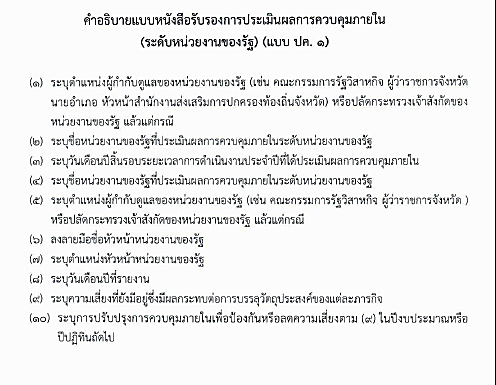 คำอธิบายแบบหนังสือรับรองการประเมินผลการควบคุมภายใน
(ระดับหน่วยงานของรัฐ) (แบบ ปค. ๑)
(๑) ระบุตำแหน่งผู้กำกับดูแลของหน่วยงานของรัฐ (เช่น คณะกรรมการรัฐวิสาหกิจ ผู้ว่าราชการจังหวัด
นายอำเภอ หัวหน้าสำนักงานส่งเสริมการปกครองท้องถิ่นจังหวัด) หรือปลัดกระทรวงเจ้าสังกัดของ
หน่วยงานของรัฐ แล้วแต่กรณี
(๒) ระบุชื่อหน่วยงานของรัฐที่ประเมินผลการควบคุมภายในระดับหน่วยงานของรัฐ
(๓) ระบุวันเดือนปีสิ้นรอบระยะเวลาการดำเนินงานประจำปีที่ได้ประเมินผลการควบคุมภายใน
(๔) ระบุชื่อหน่วยงานของรัฐที่ประเมินผลการควบคุมภายในระดับหน่วยงานของรัฐ
(๕) ระบุตำแหน่งผู้กำกับดูแลของหน่วยงานของรัฐ (เช่น คณะกรรมการรัฐวิสาหกิจ ผู้ว่าราชการจังหวัด )
หรือปลัดกระทรวงเจ้าสังกัดของหน่วยงานของรัฐ แล้วแต่กรณี
(๖) ลงลายมือชื่อหัวหน้าหน่วยงานของรัฐ
(๗) ระบุตำแหน่งหัวหน้าหน่วยงานของรัฐ
(๘) ระบุวันเดือนปีที่รายงาน
(๙) ระบุความเสี่ยงที่ยังมีอยู่ซึ่งมีผลกระทบต่อการบรรลุวัตถุประสงค์ของแต่ละภารกิจ
(๑๐) ระบุการปรับปรุงการควบคุมภายในเพื่อป้องกันหรือลดความเสี่ยงตาม (๙) ในปีงบประมาณหรือ
ปีปฏิทินถัดไป